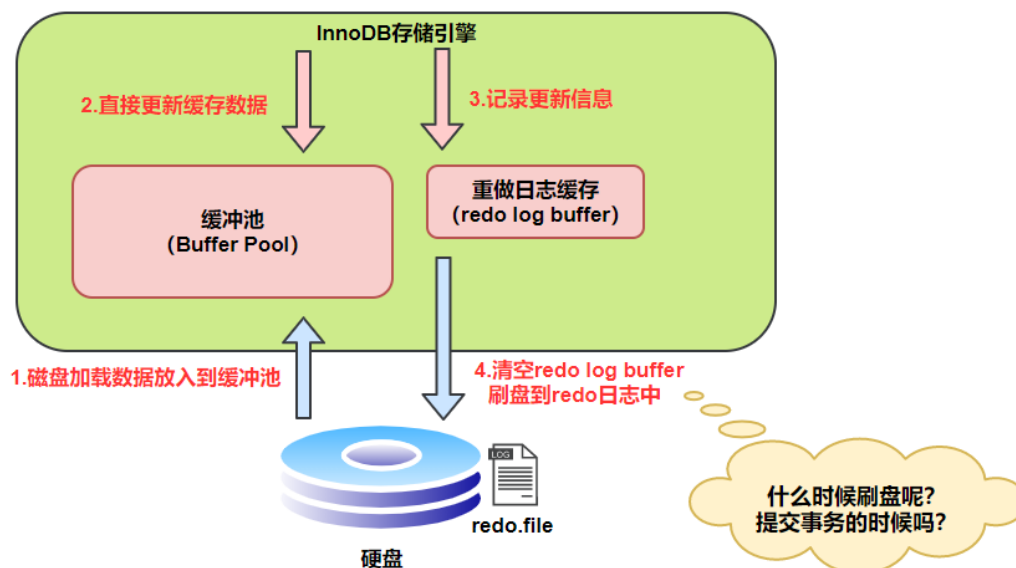 InnoDB存储引擎
2.直接更新缓存数据
3.记录更新信息
缓冲池
（Buffer Pool）
重做日志缓存
（redo log buffer）
1.磁盘加载数据放入到缓冲池
4.清空redo log buffer
刷盘到redo日志中
LOG
redo.file
硬盘
什么时候刷盘呢？
提交事务的时候吗？